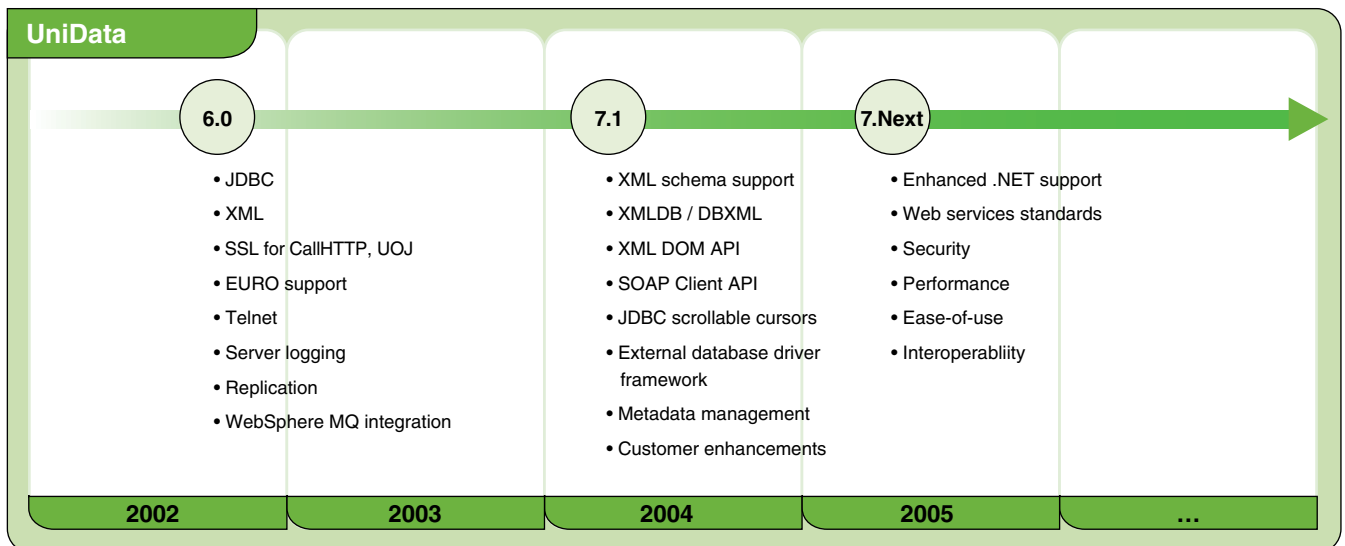 UniData
6.0
7.1
7.Next
• JDBC
• XML
• SSL for CallHTTP, UOJ
• EURO support
• Telnet
• Server logging
• Replication
• WebSphere MQ integration
• XML schema support
• XMLDB / DBXML
• XML DOM API
• SOAP Client API
• JDBC scrollable cursors
• External database driver
framework
• Metadata management
• Customer enhancements
• Enhanced .NET support
• Web services standards
• Security
• Performance
• Ease-of-use
• Interoperabliity
2002
2003
2004
2005
…